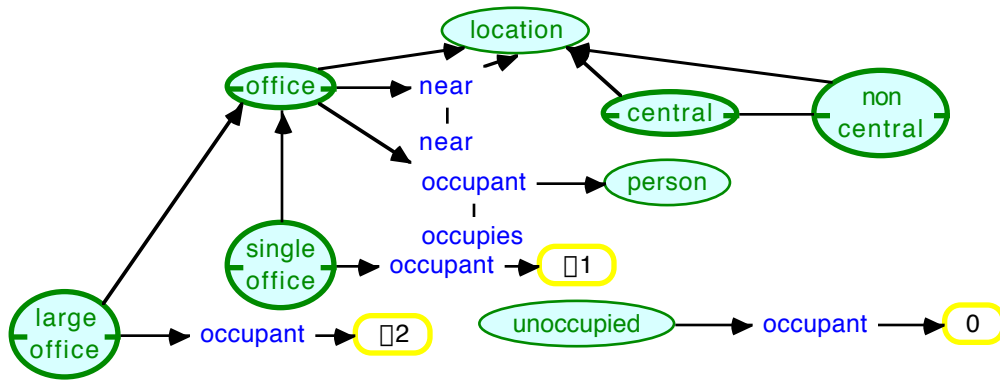 location
office
near
near
central
non
central
occupant
person
occupies
single
office
occupant
▯1
large
office
occupant
▯2
unoccupied
occupant
0